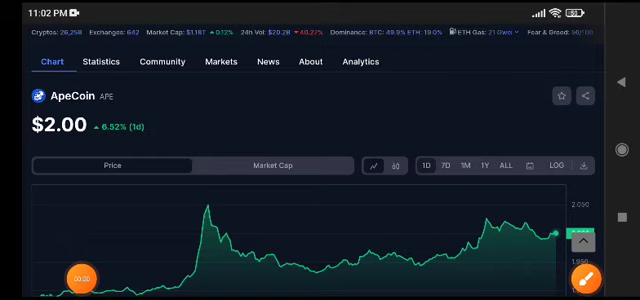 11:02 PM
Cryptos: 26,258 Exchanges: 642 Market Cap: $1.18T 0.12% 24h Vol: $20.2B 40.27% Dominance: BTC: 49.9% ETH: 19.0% ETH Gas: 21 Gwei Fear & Greed:
Chart Statistics Community Markets News About Analytics
ApeCoin APE
$2.00 6.52% (1d)
Price Market Cap 1D 7D 1M 1Y ALL LOG
2.050
1.950
00:00